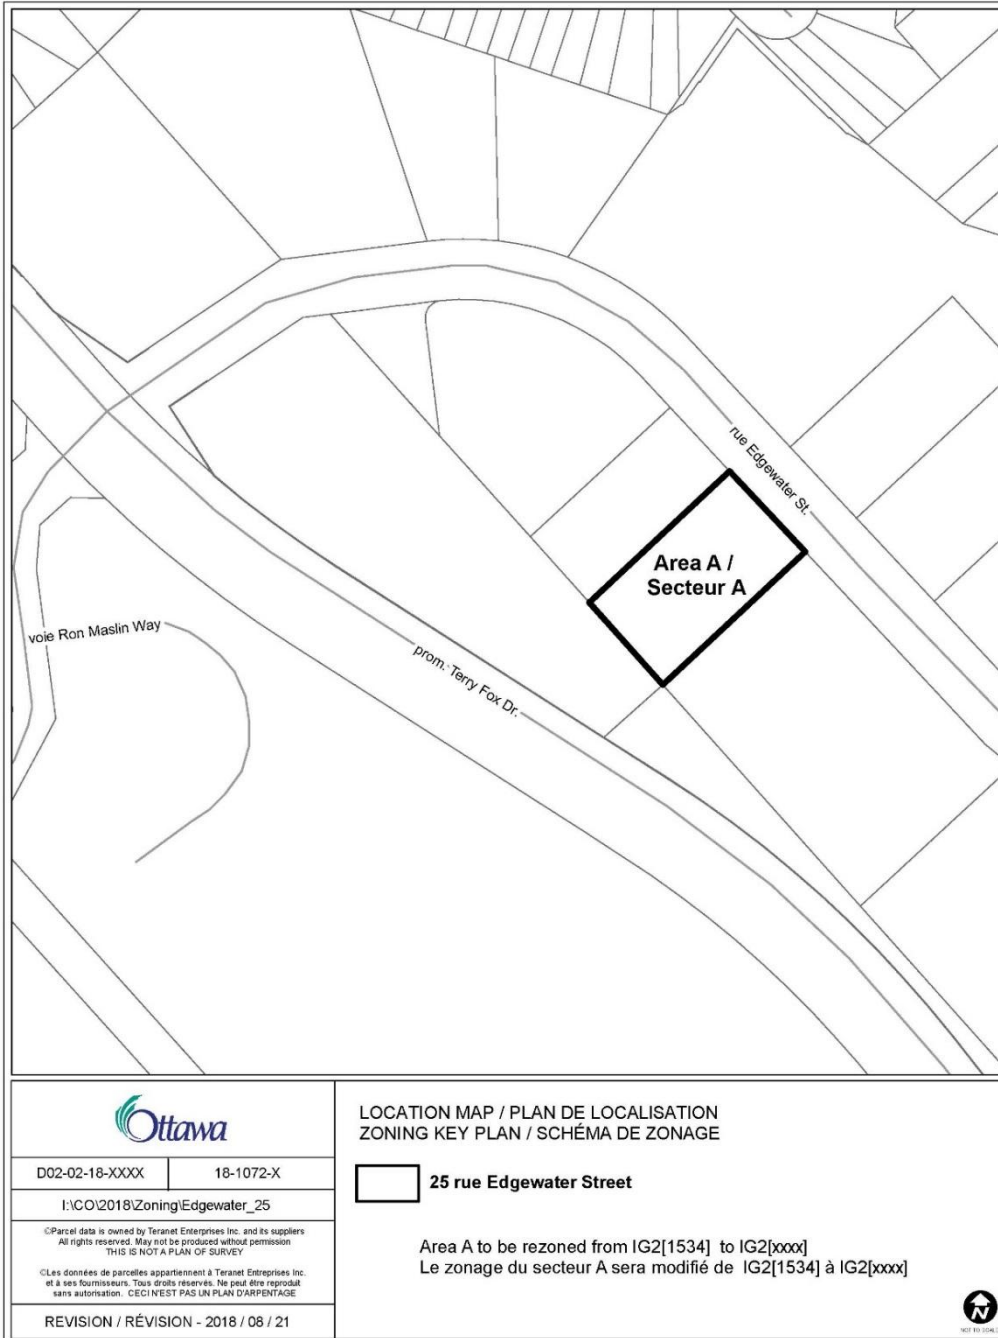 rue Edgewater St.
Area A /
Secteur A
voie Ron Maslin Way
prom. Terry Fox Dr.
Ottawa
D02-02-18-XXXX
18-1072-X
I:\CO\2018\Zoning\Edgewater_25
©Parcel data is owned by Teranet Enterprises Inc. and its suppliers
All rights reserved. May not be produced without permission
THIS IS NOT A PLAN OF SURVEY
©Les données de parcelles appartiennent à Teranet Entreprises Inc.
et à ses fournisseurs. Tous droits réservés. Ne peut être reproduit
sans autorisation. CECI N'EST PAS UN PLAN D'ARPENTAGE
REVISION / RÉVISION - 2018 / 08 / 21
LOCATION MAP / PLAN DE LOCALISATION
ZONING KEY PLAN / SCHÉMA DE ZONAGE
25 rue Edgewater Street
Area A to be rezoned from IG2[1534] to IG2[xxxx]
Le zonage du secteur A sera modifié de IG2[1534] à IG2[xxxx]
N
NOT TO SCALE